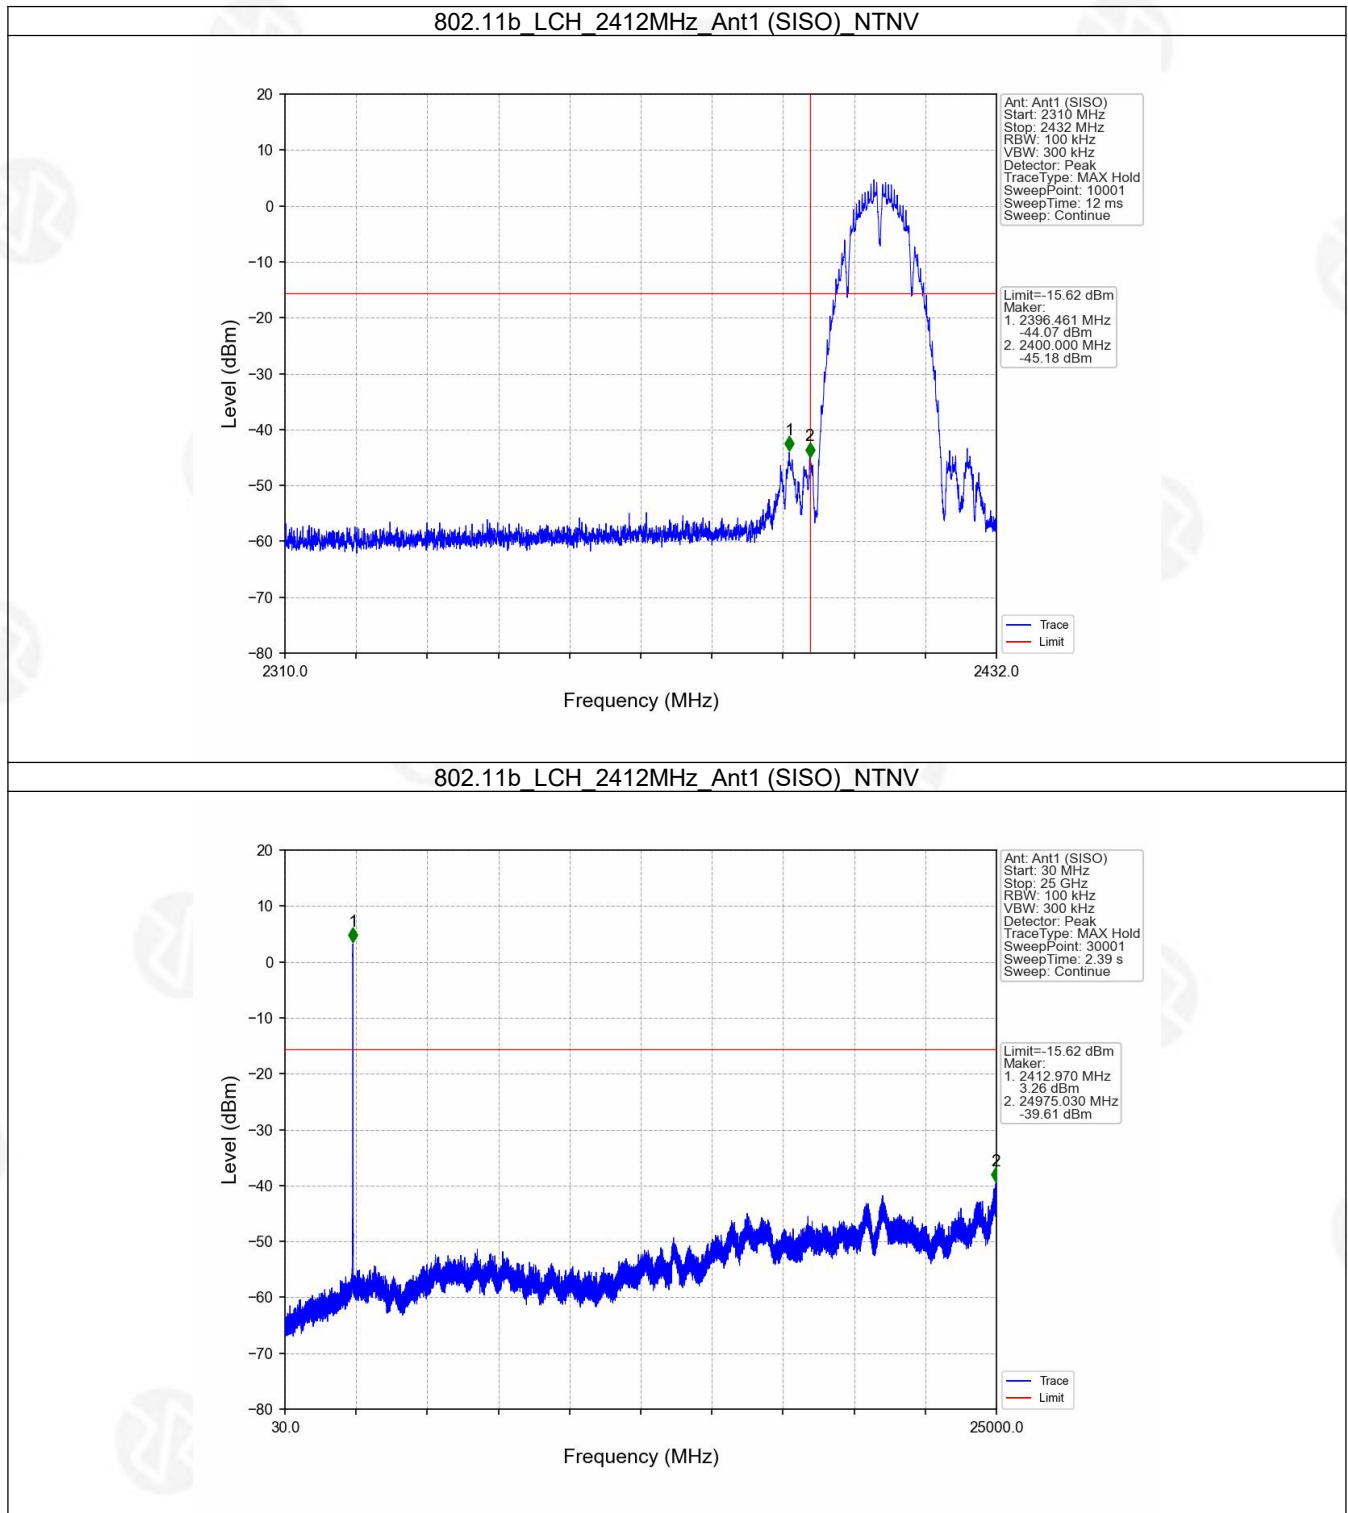 802.11b_LCH_2412MHz_Ant1 (SISO)_NTNV
20
10
0
−10
−20
−30
−40
−50
−60
−70
−80
Level (dBm)
1
2
2310.0
2432.0
Frequency (MHz)
Ant: Ant1 (SISO)
Start: 2310 MHz
Stop: 2432 MHz
RBW: 100 kHz
VBW: 300 kHz
Detector: Peak
TraceType: MAX Hold
SweepPoint: 10001
SweepTime: 12 ms
Sweep: Continue
Limit=-15.62 dBm
Maker:
1. 2396.461 MHz
-44.07 dBm
2. 2400.000 MHz
-45.18 dBm
Trace
Limit
802.11b_LCH_2412MHz_Ant1 (SISO)_NTNV
20
10
0
−10
−20
−30
−40
−50
−60
−70
−80
Level (dBm)
1
2
30.0
25000.0
Frequency (MHz)
Ant: Ant1 (SISO)
Start: 30 MHz
Stop: 25 GHz
RBW: 100 kHz
VBW: 300 kHz
Detector: Peak
TraceType: MAX Hold
SweepPoint: 30001
SweepTime: 2.39 s
Sweep: Continue
Limit=-15.62 dBm
Maker:
1. 2412.970 MHz
3.26 dBm
2. 24975.030 MHz
-39.61 dBm
Trace
Limit